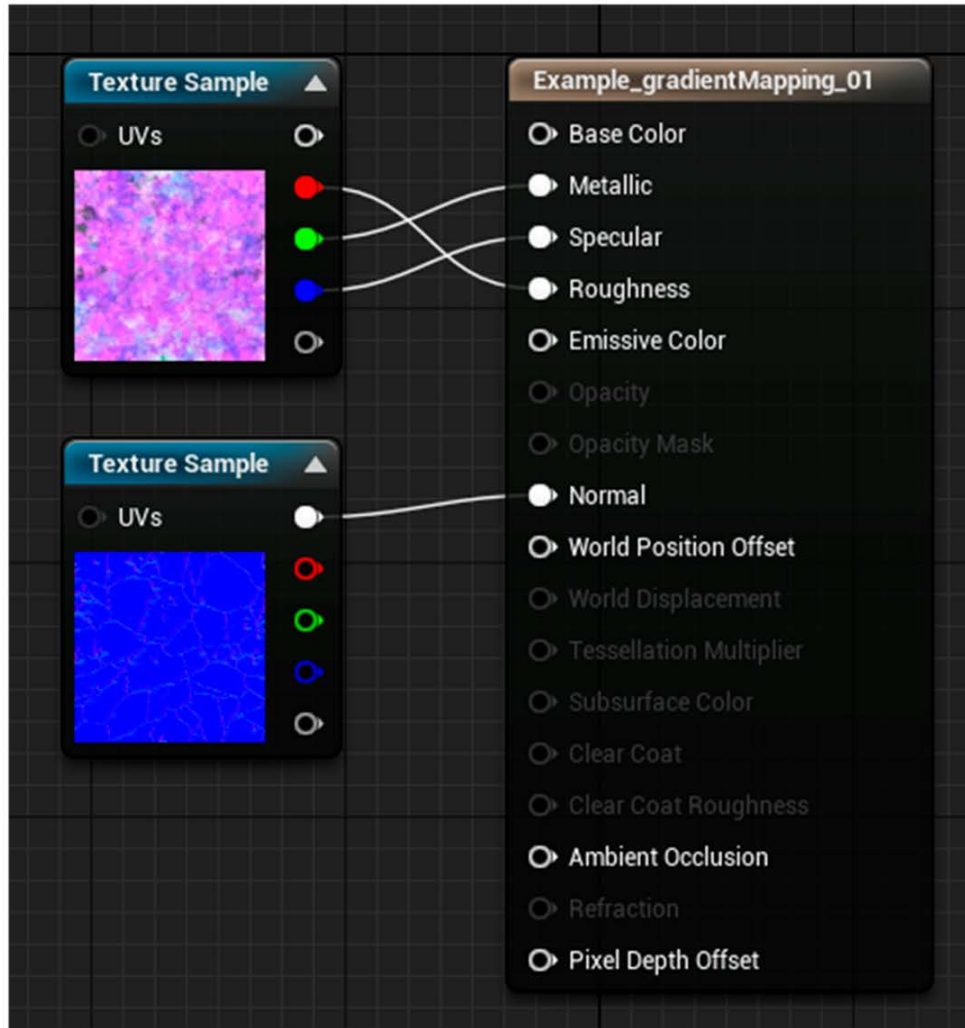 Texture Sample
UVs
Texture Sample
UVs
Example_gradientMapping_01
Base Color
Metallic
Specular
Roughness
Emissive Color
Opacity
Opacity Mask
Normal
World Position Offset
World Displacement
Tessellation Multiplier
Subsurface Color
Clear Coat
Clear Coat Roughness
Ambient Occlusion
Refraction
Pixel Depth Offset